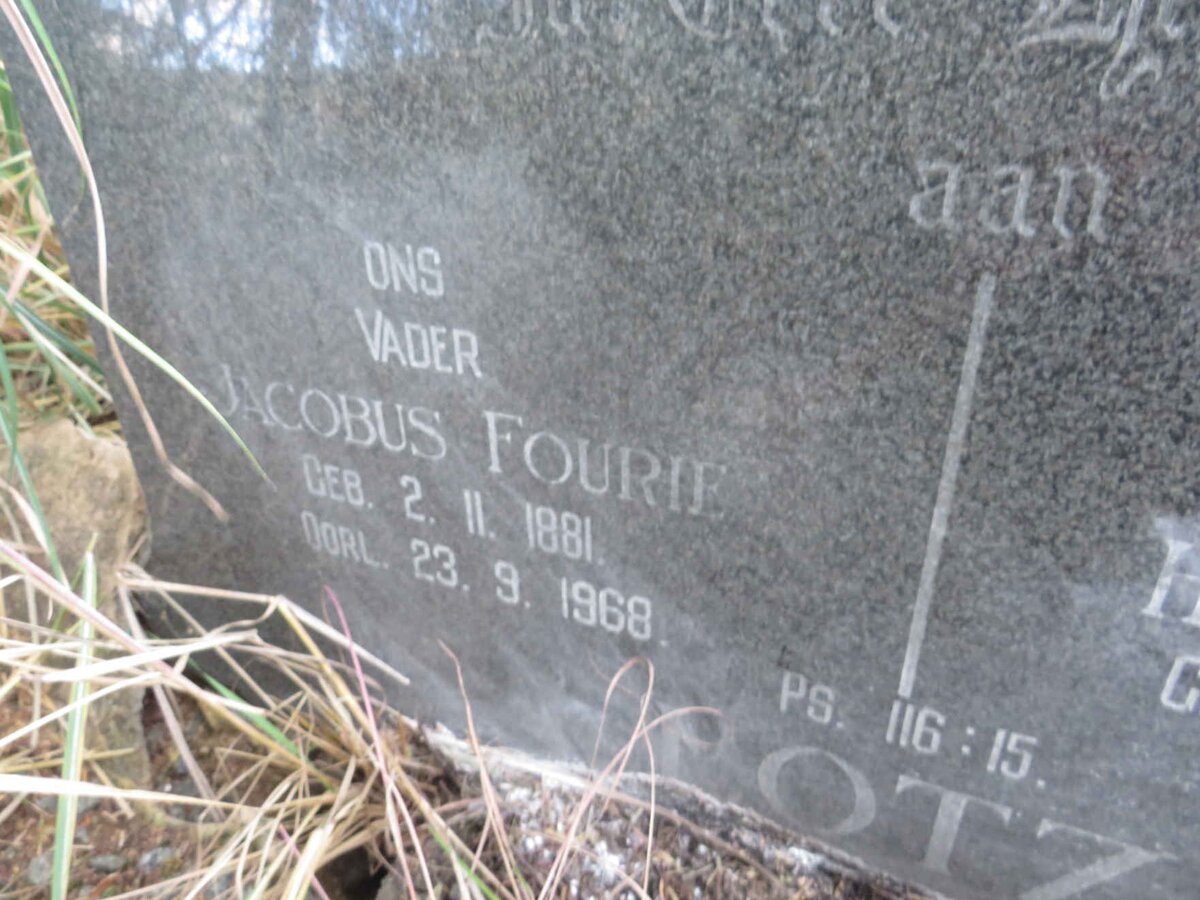 aan
ONS
VADER
JACOBUS FOURIE
GEB. 2. 11. 1881.
OORL. 23. 9. 1968.
PS. 116:15.